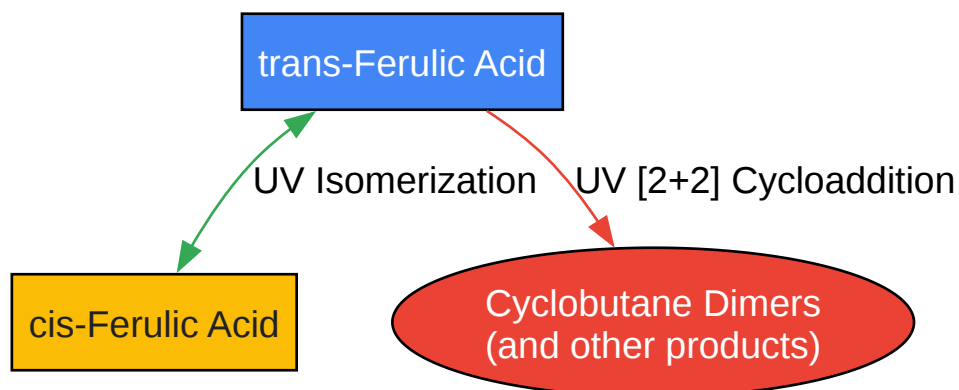 trans-Ferulic Acid
UV Isomerization
UV [2+2] Cycloaddition
cis-Ferulic Acid
Cyclobutane Dimers
(and other products)